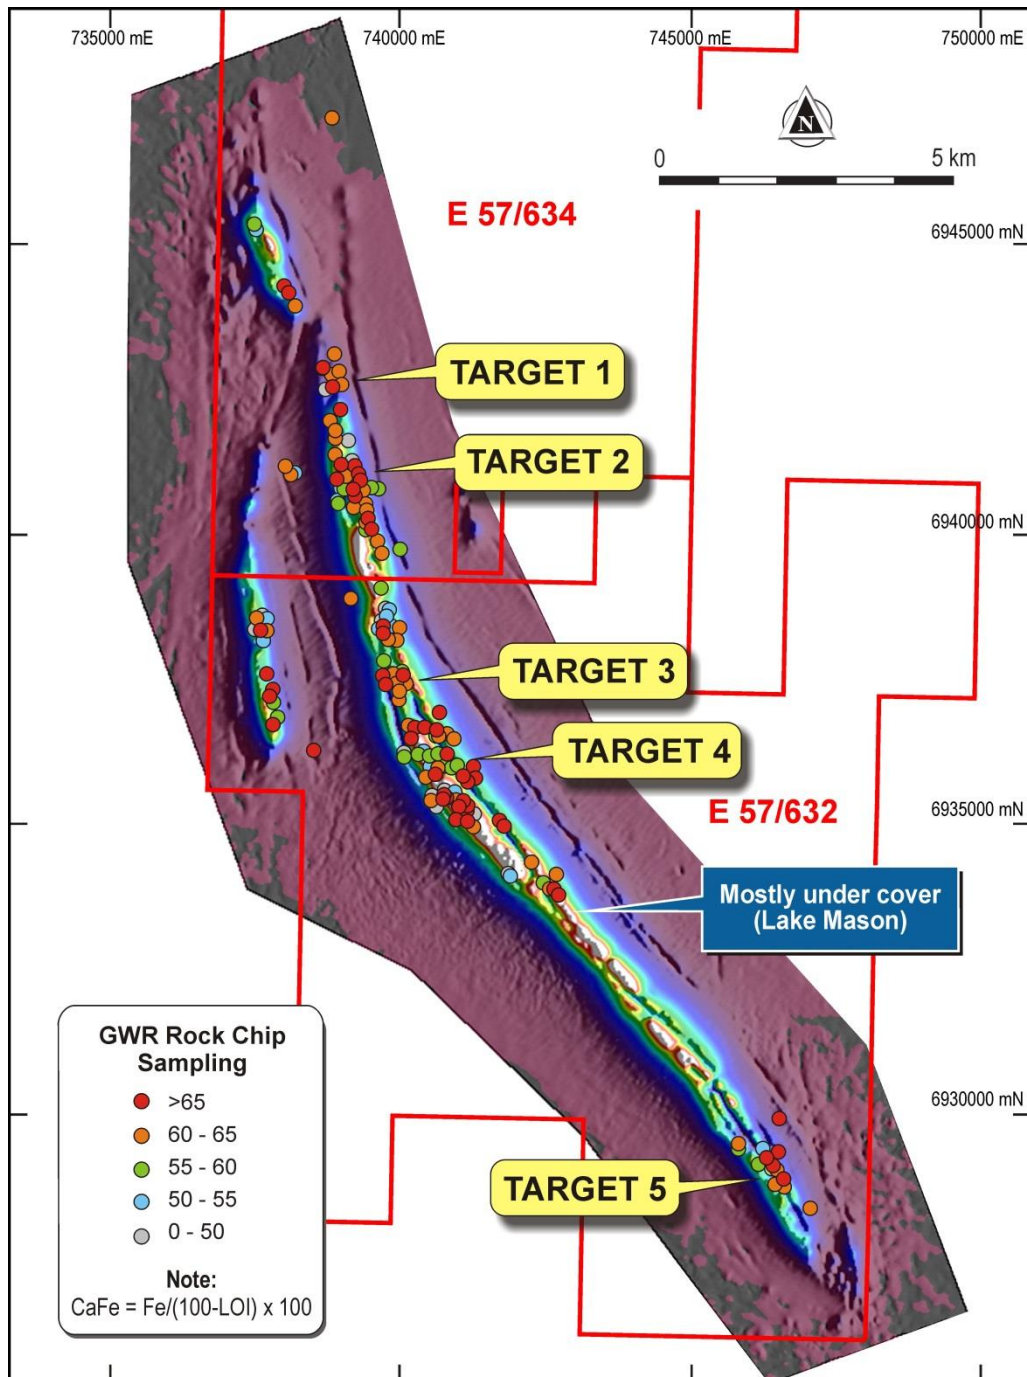 735000 mE
740000 mE
745000 mE
750000 mE
N
0
5 km
E 57/634
6945000 mN
TARGET 1
TARGET 2
6940000 mN
TARGET 3
TARGET 4
E 57/632
6935000 mN
Mostly under cover
(Lake Mason)
GWR Rock Chip
Sampling
>65
60 - 65
55 - 60
50 - 55
0 - 50
Note:
CaFe = Fe/(100-LOI) x 100
6930000 mN
TARGET 5